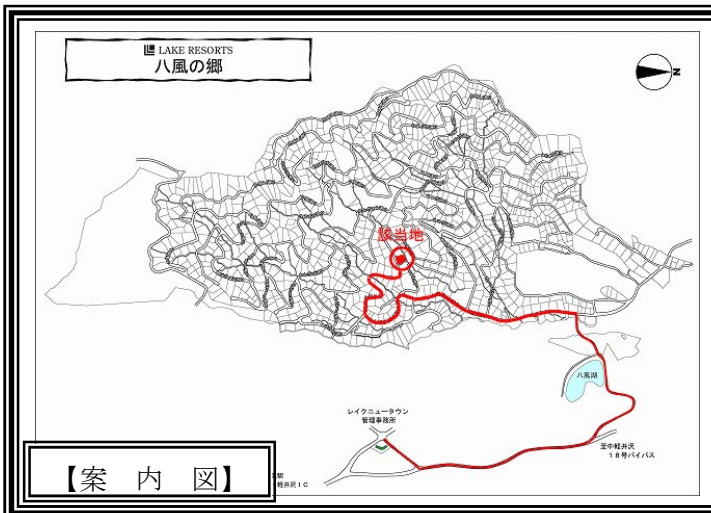 LAKE RESORTS
八風の郷
N
該当地
八風湖
レイクニュータウン
管理事務所
至中軽井沢
18号バイパス
駅
軽井沢IC
【案内図】